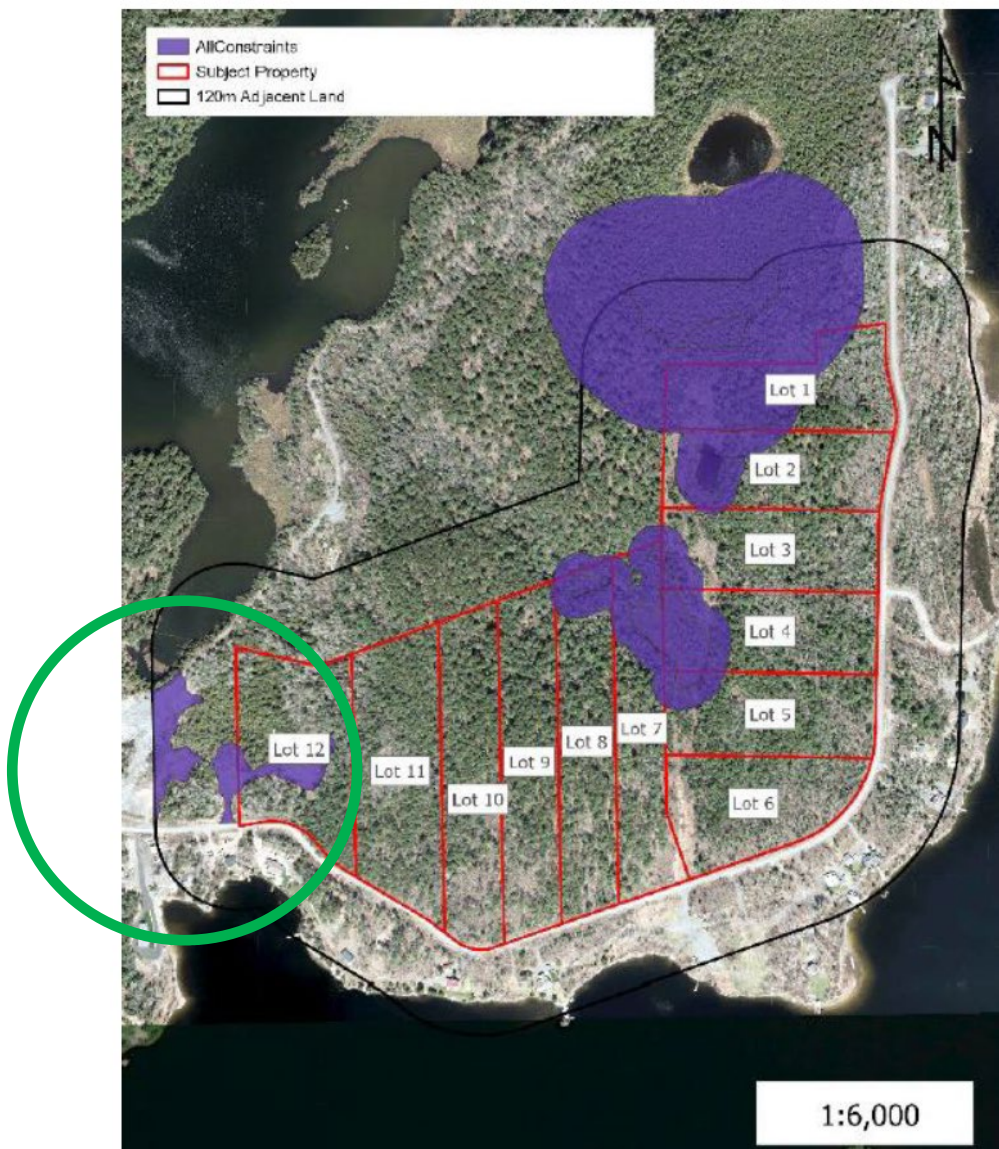 AllConstraints
Subject Property
120m Adjacent Land
N
Lot 1
Lot 2
Lot 3
Lot 4
Lot 5
Lot 6
Lot 7
Lot 8
Lot 9
Lot 10
Lot 11
Lot 12
1:6,000